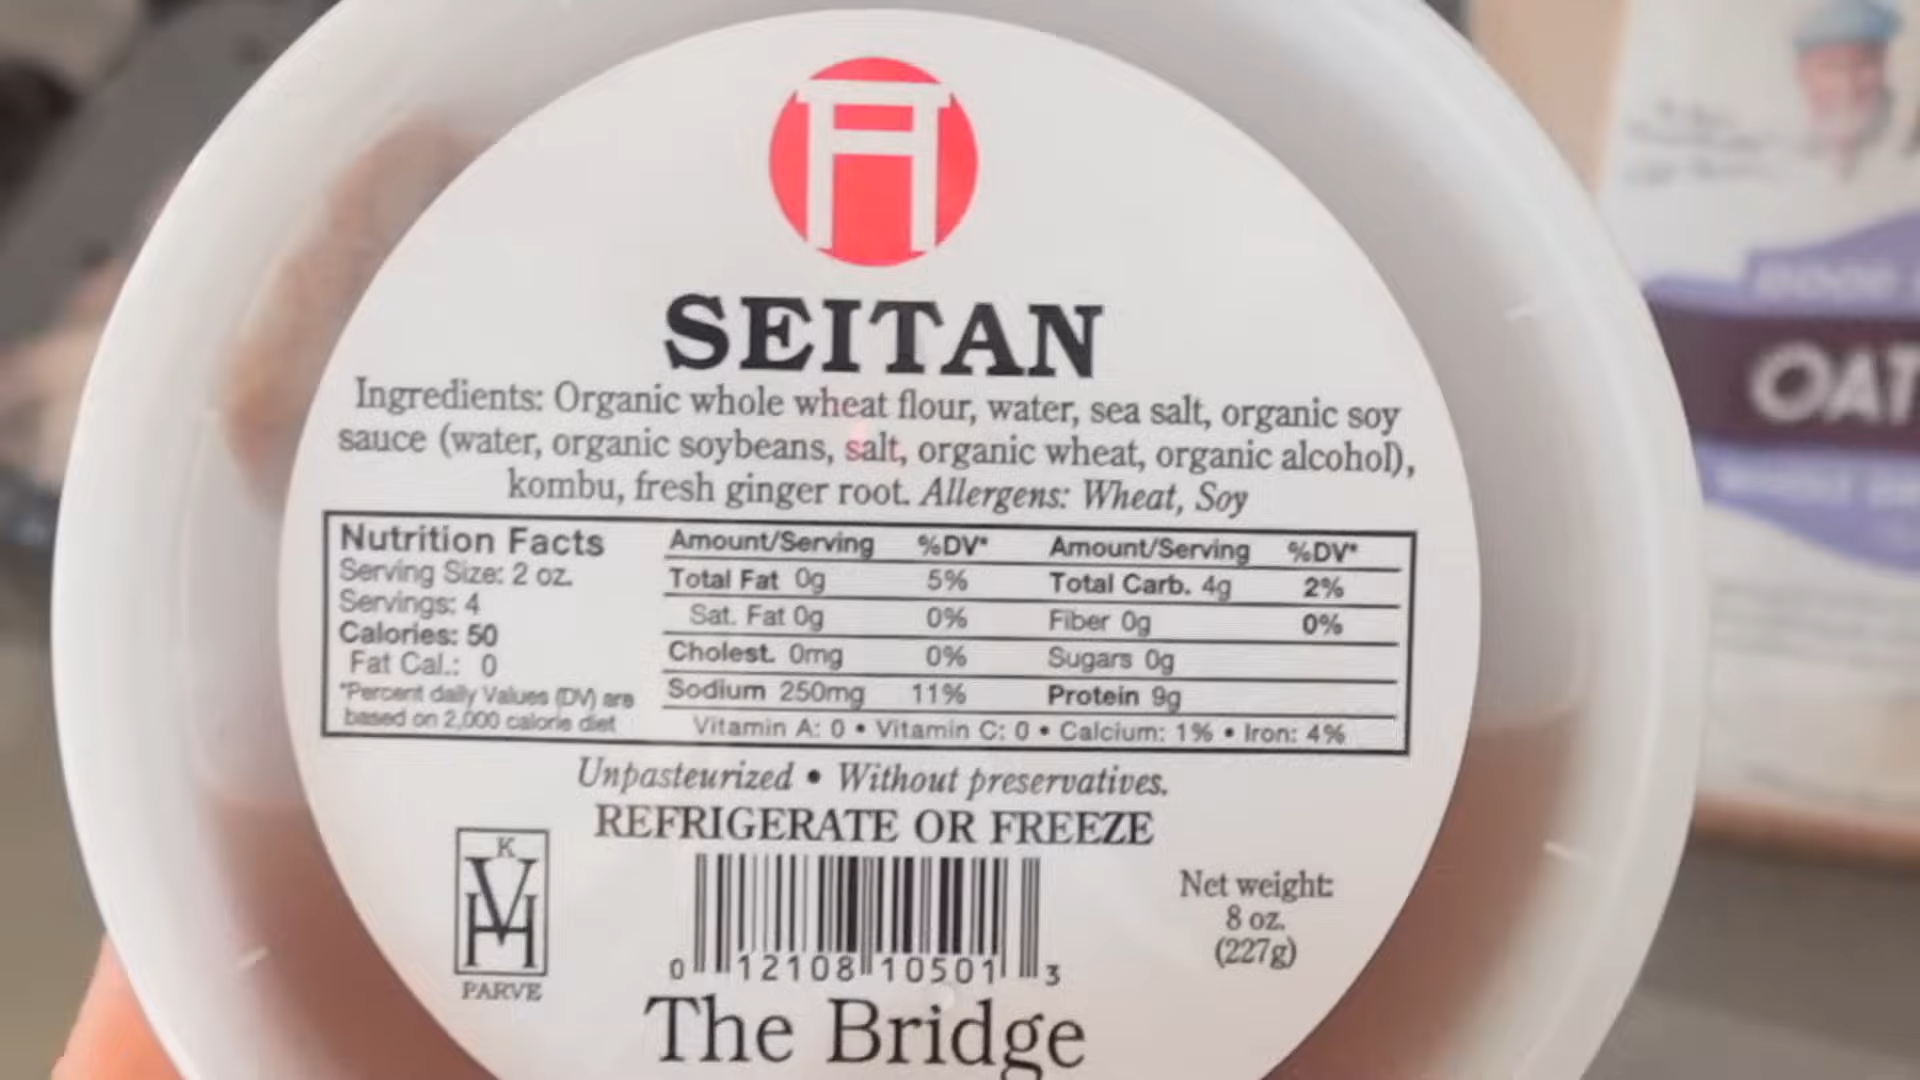 SEITAN
Ingredients: Organic whole wheat flour, water, sea salt, organic soy
sauce (water, organic soybeans, salt, organic wheat, organic alcohol),
kombu, fresh ginger root. Allergens: Wheat, Soy
Nutrition Facts
Serving Size: 2 oz.
Servings: 4
Calories: 50
Fat Cal.: 0
*Percent daily Values (DV) are
based on 2,000 calorie diet
Amount/Serving %DV* Amount/Serving %DV*
Total Fat 0g 5% Total Carb. 4g 2%
Sat. Fat 0g 0% Fiber 0g 0%
Cholest. 0mg 0% Sugars 0g
Sodium 250mg 11% Protein 9g
Vitamin A: 0 • Vitamin C: 0 • Calcium: 1% • Iron: 4%
Unpasteurized • Without preservatives.
REFRIGERATE OR FREEZE
K
VH
PARVE
0 12108 10501 3
Net weight:
8 oz.
(227g)
The Bridge
OAT